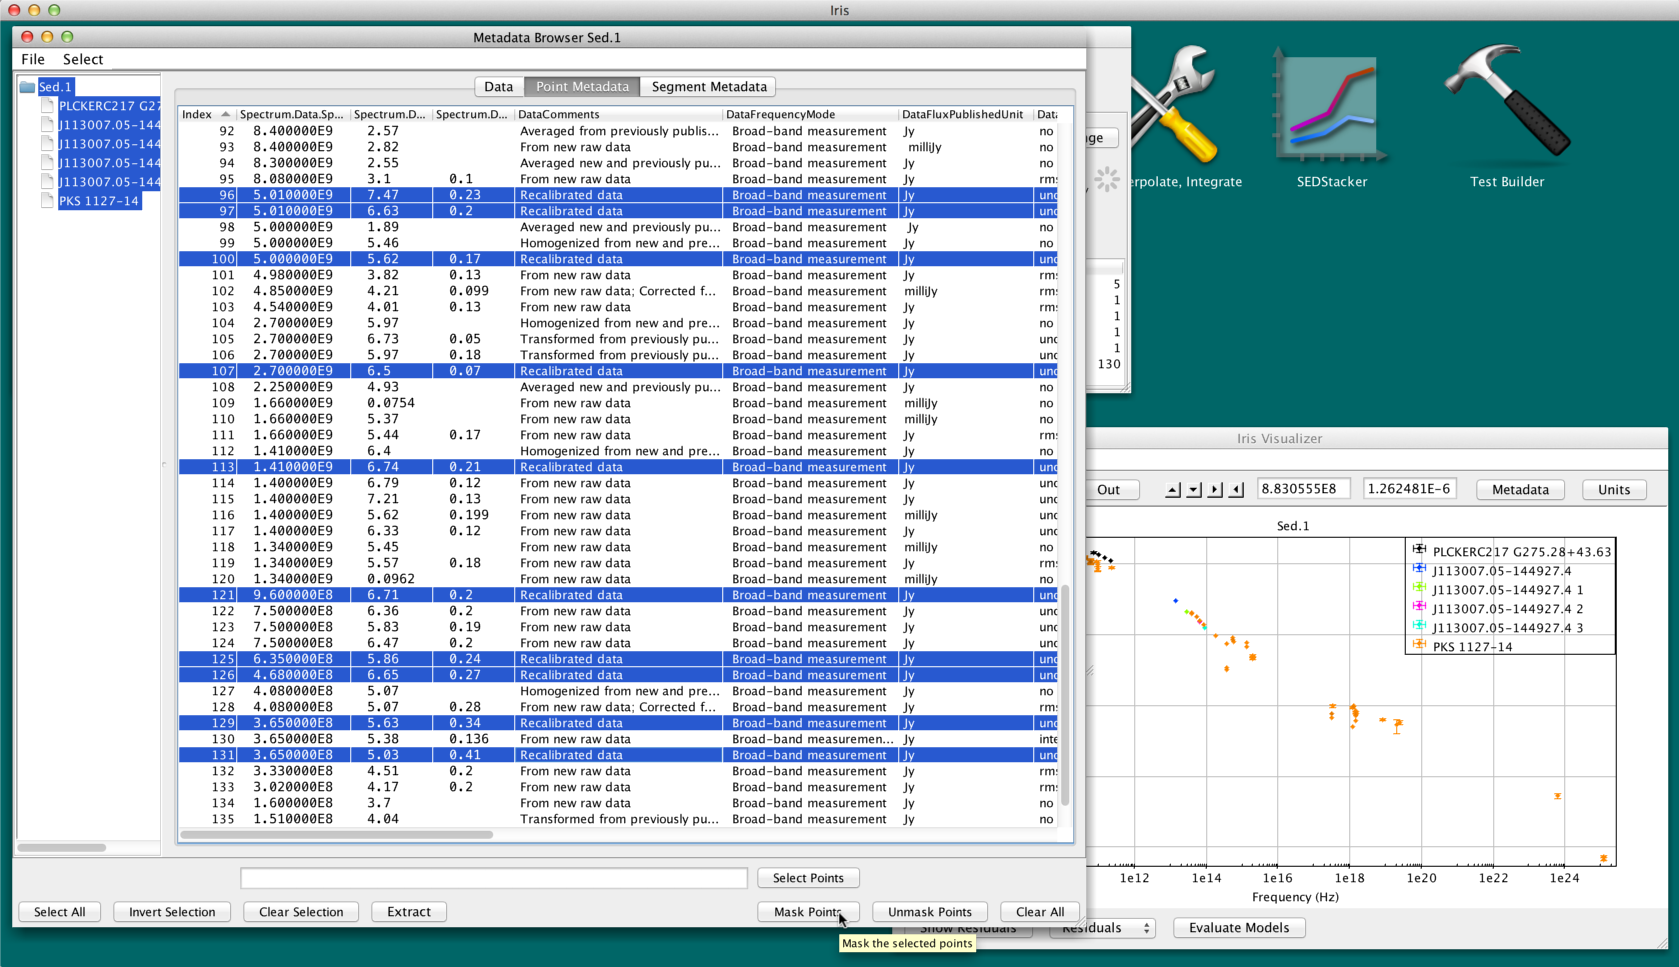 Iris
Metadata Browser Sed.1
File Select
Sed.1
PLCKERC217 G27
J113007.05-144
J113007.05-144
J113007.05-144
J113007.05-144
PKS 1127-14
Data Point Metadata Segment Metadata
Index Spectrum.Data.Sp... Spectrum.D... Spectrum.D... DataComments DataFrequencyMode DataFluxPublishedUnit Data
92 8.400000E9 2.57 Averaged from previously publis... Broad-band measurement Jy no
93 8.400000E9 2.82 From new raw data Broad-band measurement milliJy no
94 8.300000E9 2.55 Averaged new and previously pu... Broad-band measurement Jy no
95 8.080000E9 3.1 0.1 From new raw data Broad-band measurement Jy rms
96 5.010000E9 7.47 0.23 Recalibrated data Broad-band measurement Jy unc
97 5.010000E9 6.63 0.2 Recalibrated data Broad-band measurement Jy unc
98 5.000000E9 1.89 Averaged new and previously pu... Broad-band measurement Jy no
99 5.000000E9 5.46 Homogenized from new and pre... Broad-band measurement Jy no
100 5.000000E9 5.62 0.17 Recalibrated data Broad-band measurement Jy unc
101 4.980000E9 3.82 0.13 From new raw data Broad-band measurement Jy rms
102 4.850000E9 4.21 0.099 From new raw data; Corrected f... Broad-band measurement milliJy rms
103 4.540000E9 4.01 0.13 From new raw data Broad-band measurement Jy rms
104 2.700000E9 5.97 Homogenized from new and pre... Broad-band measurement Jy no
105 2.700000E9 6.73 0.05 Transformed from previously pu... Broad-band measurement Jy unc
106 2.700000E9 5.97 0.18 Transformed from previously pu... Broad-band measurement Jy unc
107 2.700000E9 6.5 0.07 Recalibrated data Broad-band measurement Jy unc
108 2.250000E9 4.93 Averaged new and previously pu... Broad-band measurement Jy no
109 1.660000E9 0.0754 From new raw data Broad-band measurement milliJy no
110 1.660000E9 5.37 From new raw data Broad-band measurement milliJy no
111 1.660000E9 5.44 0.17 From new raw data Broad-band measurement Jy rms
112 1.410000E9 6.4 Homogenized from new and pre... Broad-band measurement Jy no
113 1.410000E9 6.74 0.21 Recalibrated data Broad-band measurement Jy unc
114 1.400000E9 6.79 0.12 From new raw data Broad-band measurement Jy unc
115 1.400000E9 7.21 0.13 From new raw data Broad-band measurement Jy unc
116 1.400000E9 5.62 0.199 From new raw data Broad-band measurement milliJy unc
117 1.400000E9 6.33 0.12 From new raw data Broad-band measurement Jy unc
118 1.340000E9 5.45 From new raw data Broad-band measurement milliJy no
119 1.340000E9 5.57 0.18 From new raw data Broad-band measurement Jy rms
120 1.340000E9 0.0962 From new raw data Broad-band measurement milliJy no
121 9.600000E8 6.71 0.2 Recalibrated data Broad-band measurement Jy unc
122 7.500000E8 6.36 0.2 From new raw data Broad-band measurement Jy unc
123 7.500000E8 5.83 0.19 From new raw data Broad-band measurement Jy unc
124 7.500000E8 6.47 0.2 From new raw data Broad-band measurement Jy unc
125 6.350000E8 5.86 0.24 Recalibrated data Broad-band measurement Jy unc
126 4.680000E8 6.65 0.27 Recalibrated data Broad-band measurement Jy unc
127 4.080000E8 5.07 Homogenized from new and pre... Broad-band measurement Jy no
128 4.080000E8 5.07 0.28 From new raw data; Corrected f... Broad-band measurement Jy rms
129 3.650000E8 5.63 0.34 Recalibrated data Broad-band measurement Jy unc
130 3.650000E8 5.38 0.136 From new raw data Broad-band measuremen... Jy inte
131 3.650000E8 5.03 0.41 Recalibrated data Broad-band measurement Jy unc
132 3.330000E8 4.51 0.2 From new raw data Broad-band measurement Jy rms
133 3.020000E8 4.17 0.2 From new raw data Broad-band measurement Jy rms
134 1.600000E8 3.7 From new raw data Broad-band measurement Jy no
135 1.510000E8 4.04 Transformed from previously pu... Broad-band measurement Jy no
Select Points
Select All Invert Selection Clear Selection Extract Mask Points Unmask Points Clear All
Mask the selected points
nge
5
1
1
1
1
130
erpolate, Integrate SEDStacker Test Builder
Iris Visualizer
Out 8.830555E8 1.262481E-6 Metadata Units
Sed.1
PLCKERC217 G275.28+43.63
J113007.05-144927.4
J113007.05-144927.4 1
J113007.05-144927.4 2
J113007.05-144927.4 3
PKS 1127-14
1e12 1e14 1e16 1e18 1e20 1e22 1e24
Frequency (Hz)
Show Residuals Residuals Evaluate Models